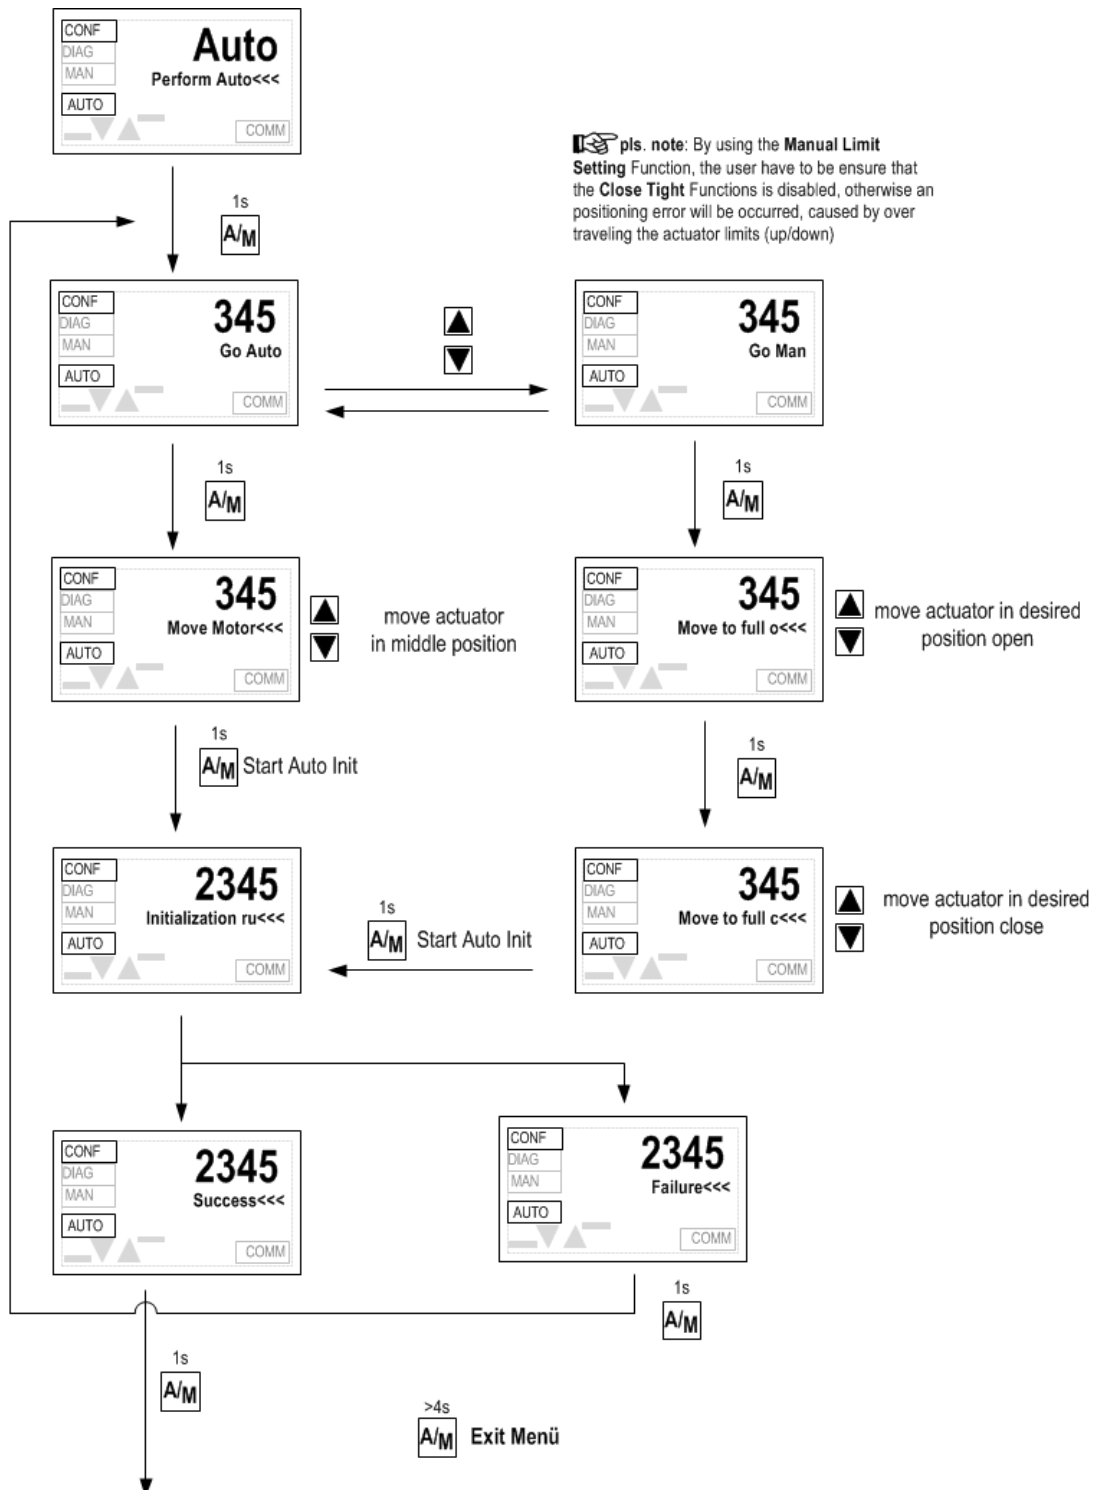 CONF
DIAG
MAN
AUTO
Auto
Perform Auto<<<
COMM
pls. note: By using the Manual Limit
Setting Function, the user have to be ensure that
the Close Tight Functions is disabled, otherwise an
positioning error will be occurred, caused by over
traveling the actuator limits (up/down)
1s
A/M
CONF
DIAG
MAN
AUTO
345
Go Auto
COMM
CONF
DIAG
MAN
AUTO
345
Go Man
COMM
1s
A/M
1s
A/M
CONF
DIAG
MAN
AUTO
345
Move Motor<<<
COMM
move actuator
in middle position
CONF
DIAG
MAN
AUTO
345
Move to full o<<<
COMM
move actuator in desired
position open
1s
A/M Start Auto Init
1s
A/M
CONF
DIAG
MAN
AUTO
2345
Initialization ru<<<
COMM
1s
A/M Start Auto Init
CONF
DIAG
MAN
AUTO
345
Move to full c<<<
COMM
move actuator in desired
position close
CONF
DIAG
MAN
AUTO
2345
Success<<<
COMM
CONF
DIAG
MAN
AUTO
2345
Failure<<<
COMM
1s
A/M
1s
A/M
>4s
A/M Exit Menü